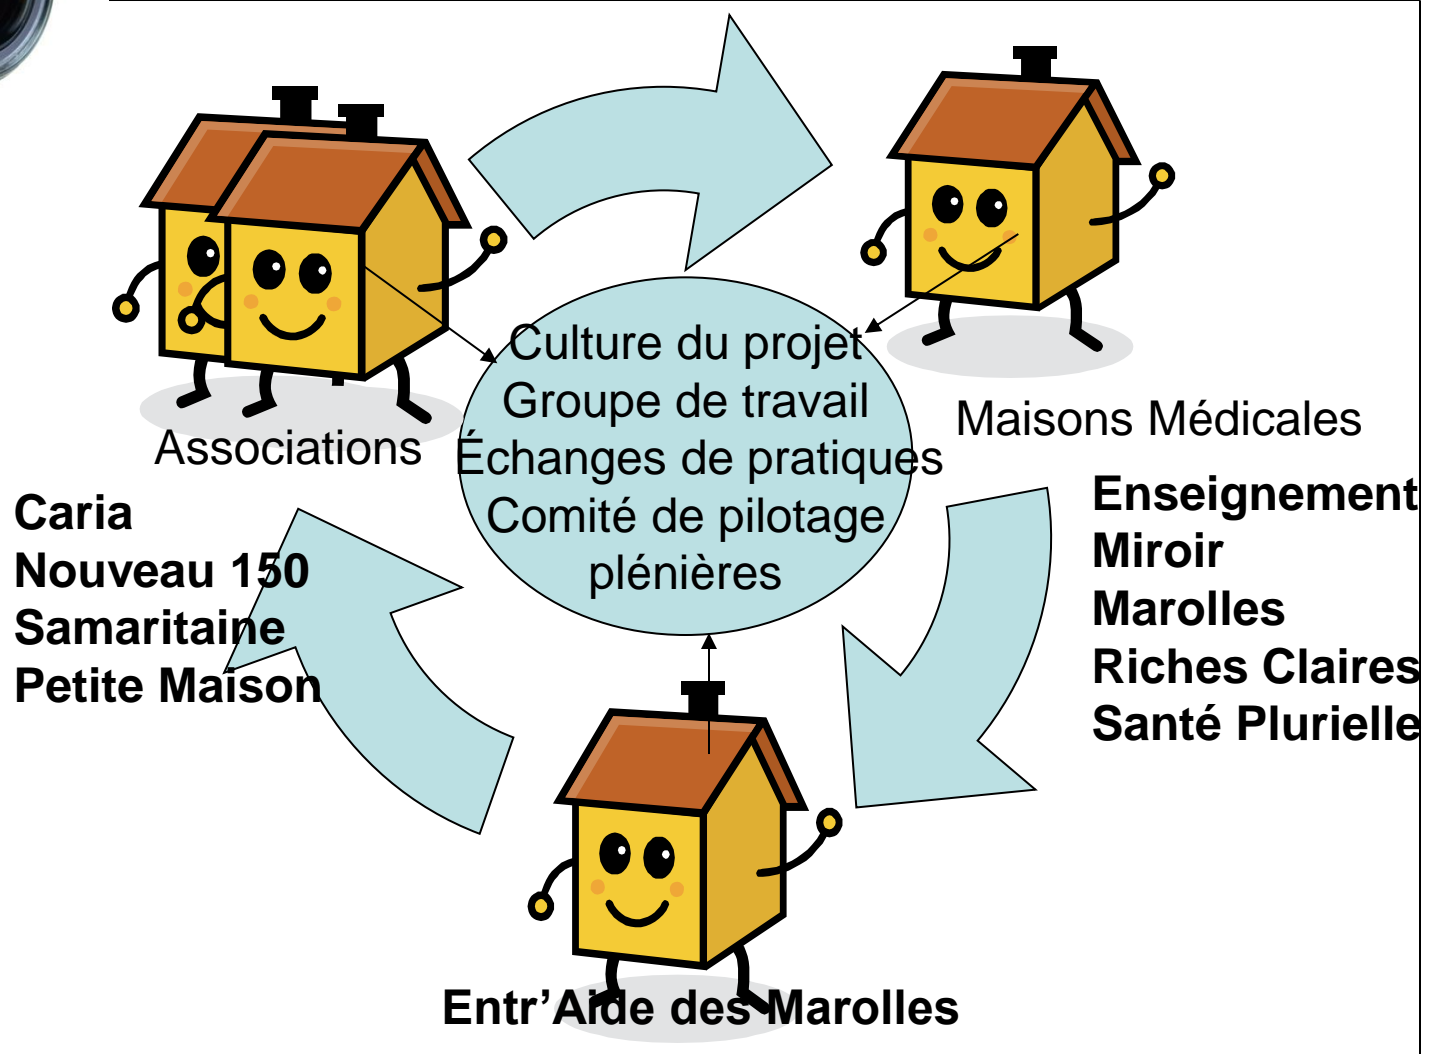 Culture du projet
Groupe de travail
Échanges de pratiques
Comité de pilotage
plénières
Associations
Caria
Nouveau 150
Samaritaine
Petite Maison
Maisons Médicales
Enseignement
Miroir
Marolles
Riches Claires
Santé Plurielle
Entr’Aide des Marolles